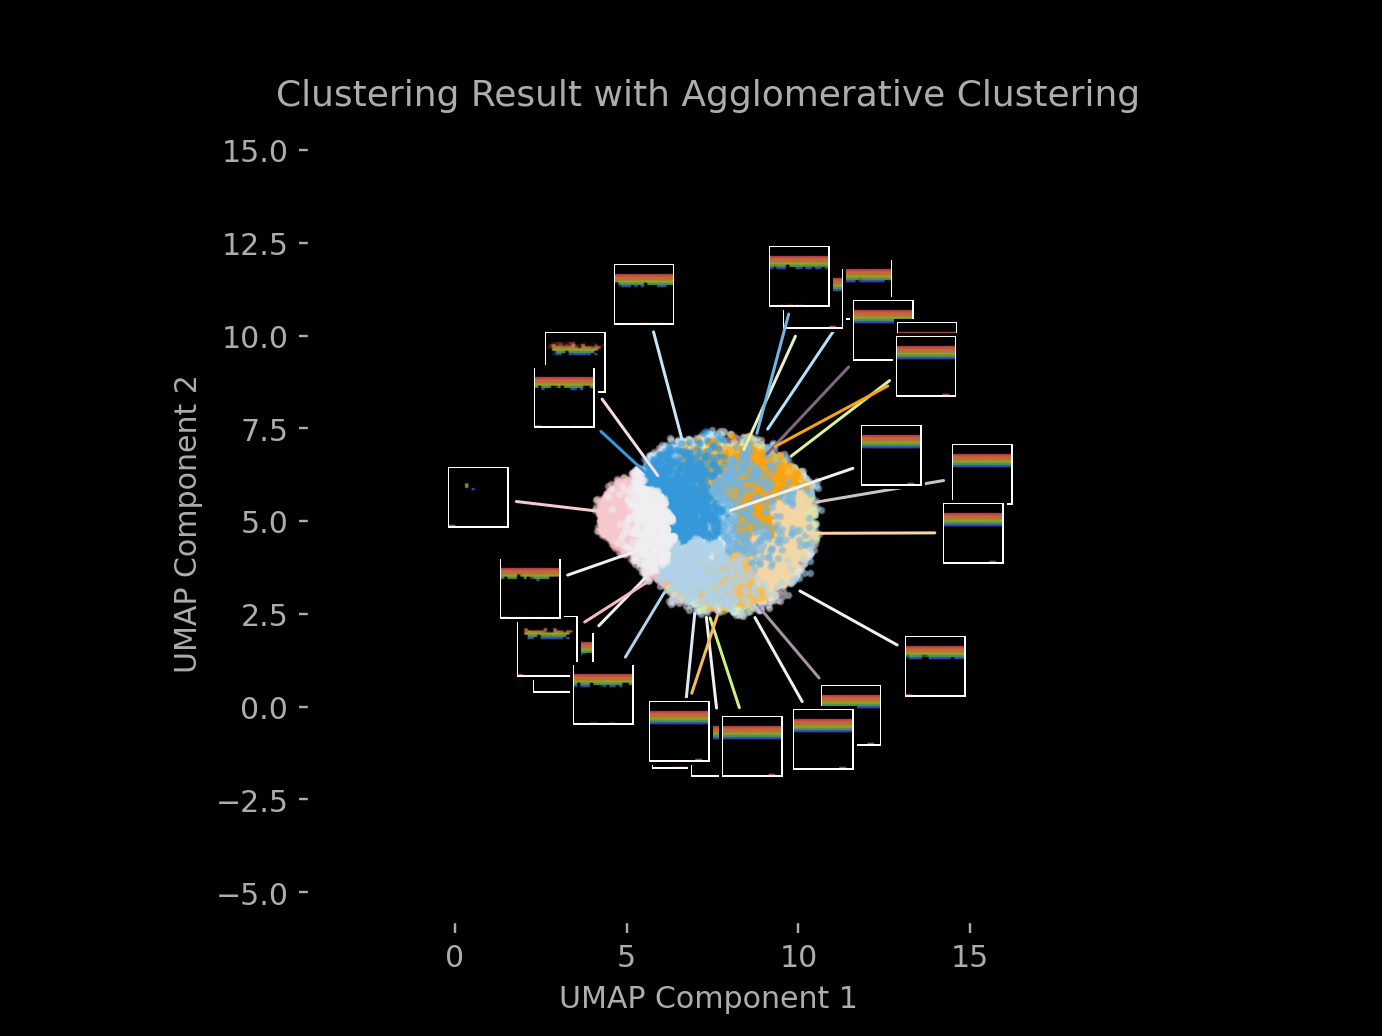 Clustering Result with Agglomerative Clustering
15.0
12.5
10.0
7.5
5.0
2.5
0.0
−2.5
−5.0
UMAP Component 2
0 5 10 15
UMAP Component 1